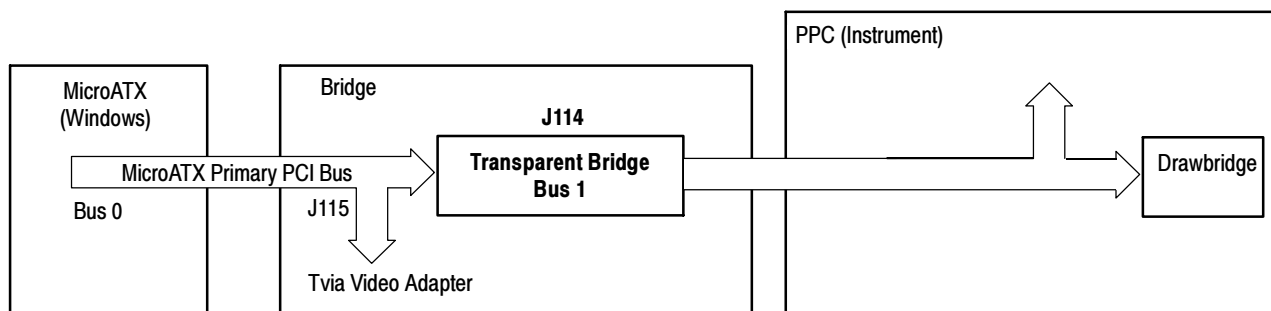 PPC (Instrument)
MicroATX
(Windows)
Bridge
J114
Transparent Bridge
Bus 1
MicroATX Primary PCI Bus
Drawbridge
Bus 0
J115
Tvia Video Adapter